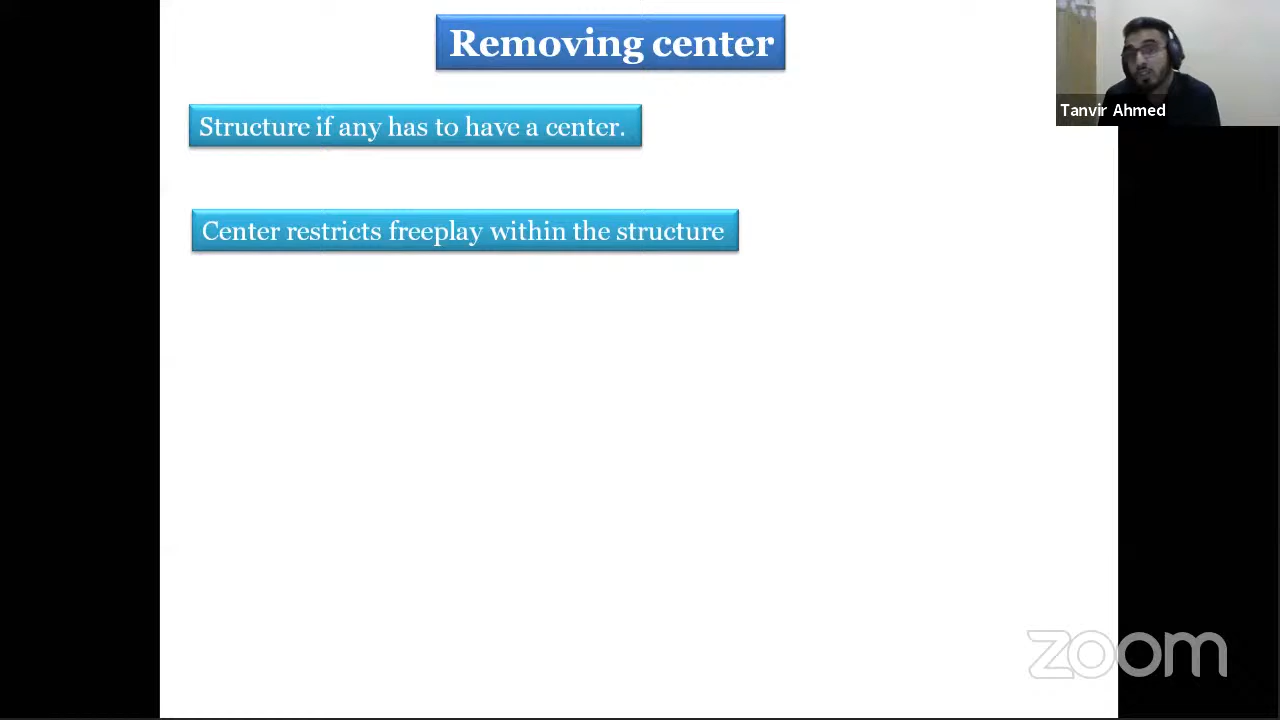 Removing center
Tanvir Ahmed
Structure if any has to have a center.
Center restricts freeplay within the structure
zoom